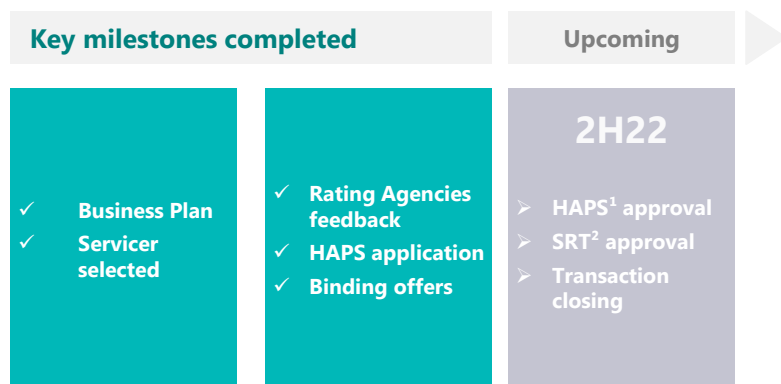 Key milestones completed
Upcoming
✓ Business Plan
✓ Servicer
selected
✓ Rating Agencies
feedback
✓ HAPS application
✓ Binding offers
2H22
➢ HAPS¹ approval
➢ SRT² approval
➢ Transaction
closing